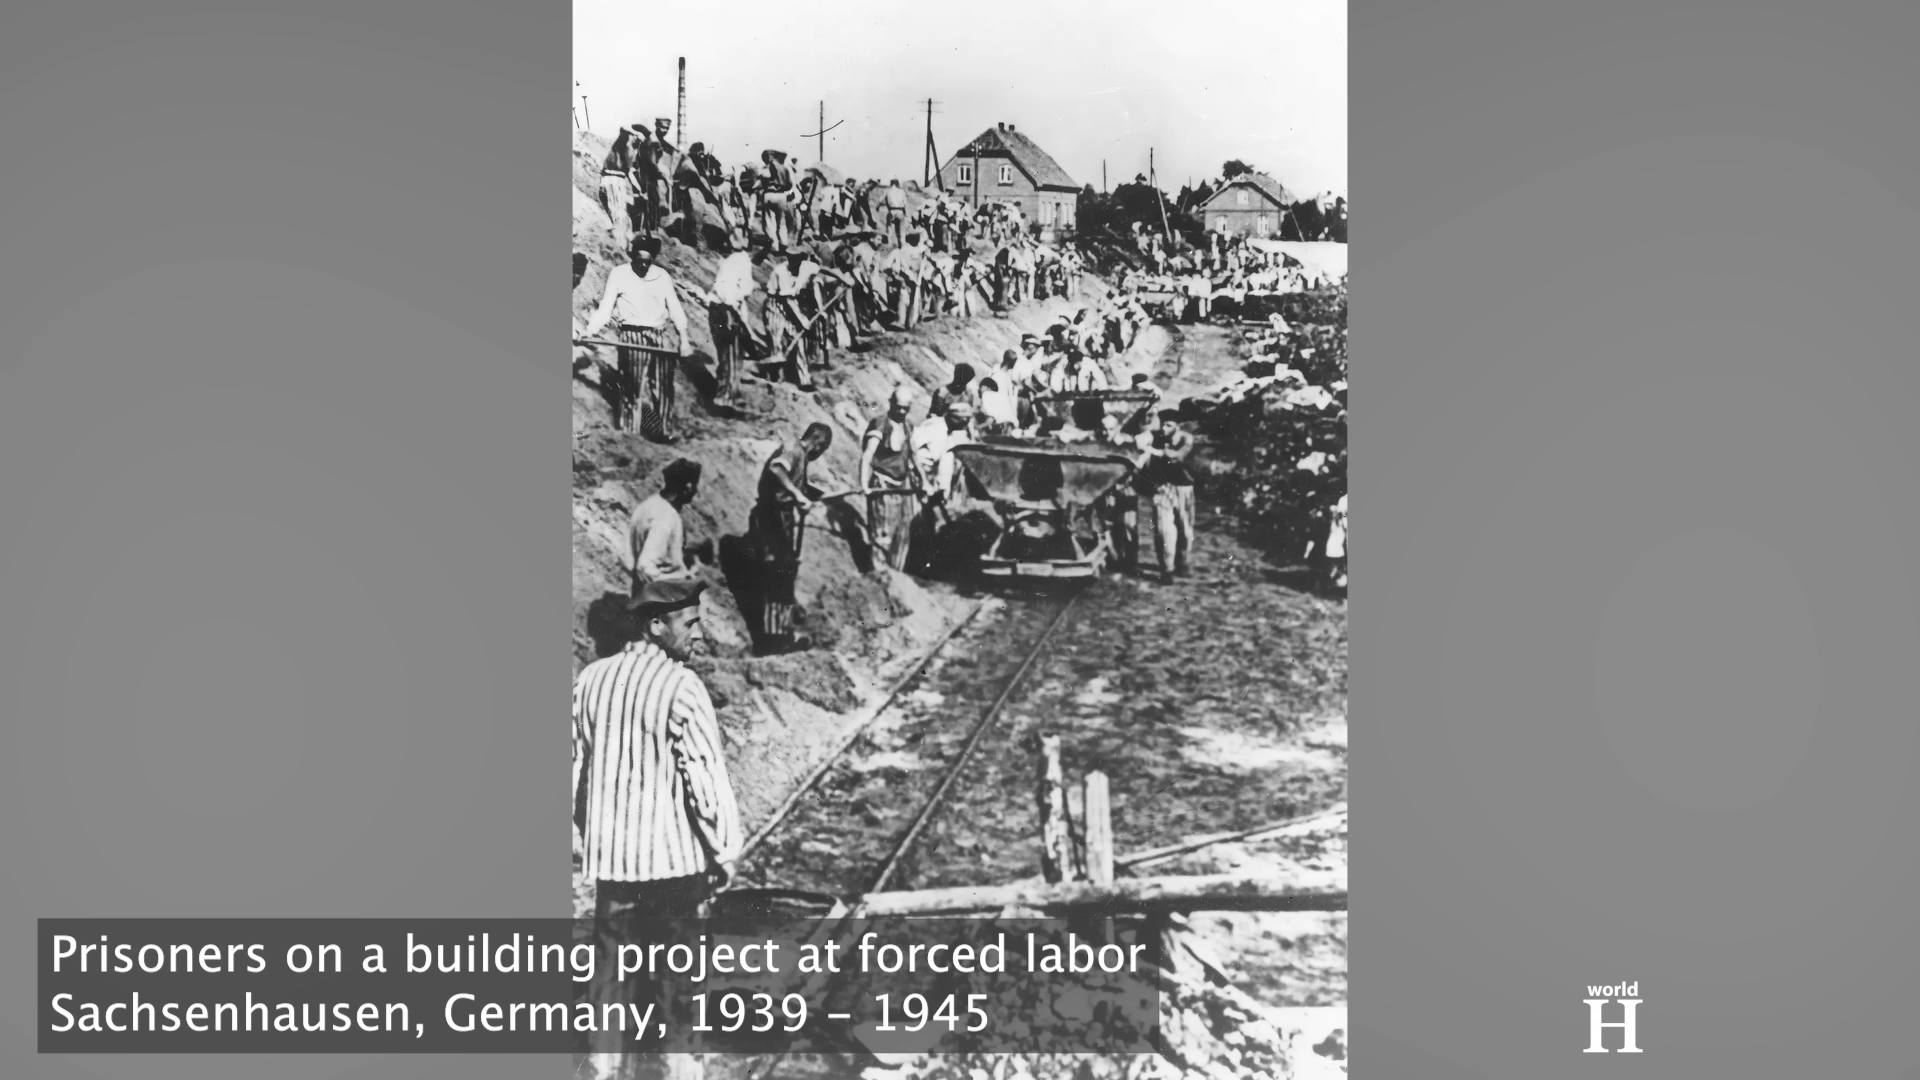 Prisoners on a building project at forced labor
Sachsenhausen, Germany, 1939 – 1945
world
H